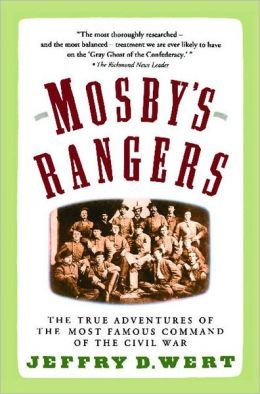 "The most thoroughly researched –
and the most balanced – treatment we are ever likely to have
on the 'Gray Ghost of the Confederacy.' "
• The Richmond News Leader
MOSBY'S
RANGERS
THE TRUE ADVENTURES OF
THE MOST FAMOUS COMMAND
OF THE CIVIL WAR
JEFFRY D. WERT